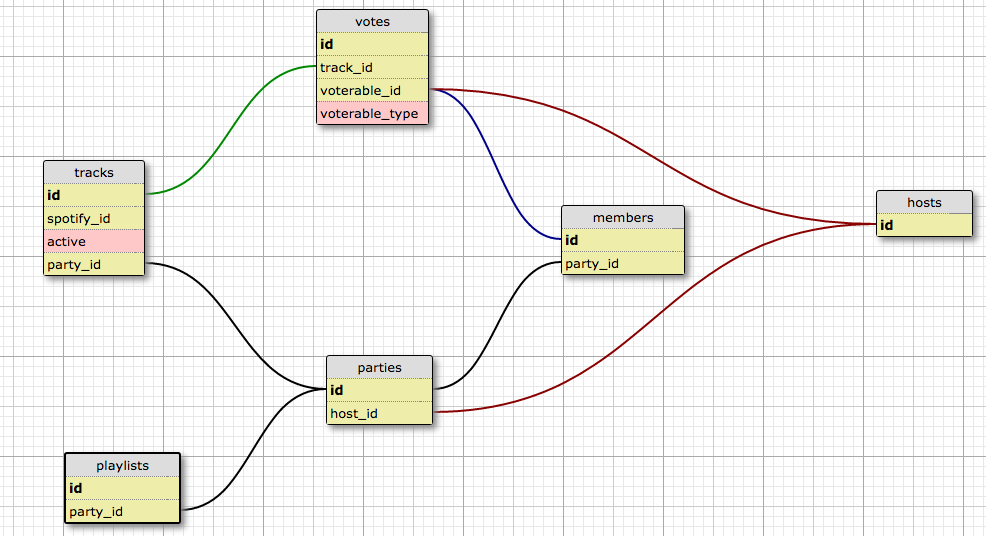 votes
id
track_id
voterable_id
voterable_type
tracks
id
spotify_id
active
party_id
members
id
party_id
hosts
id
parties
id
host_id
playlists
id
party_id